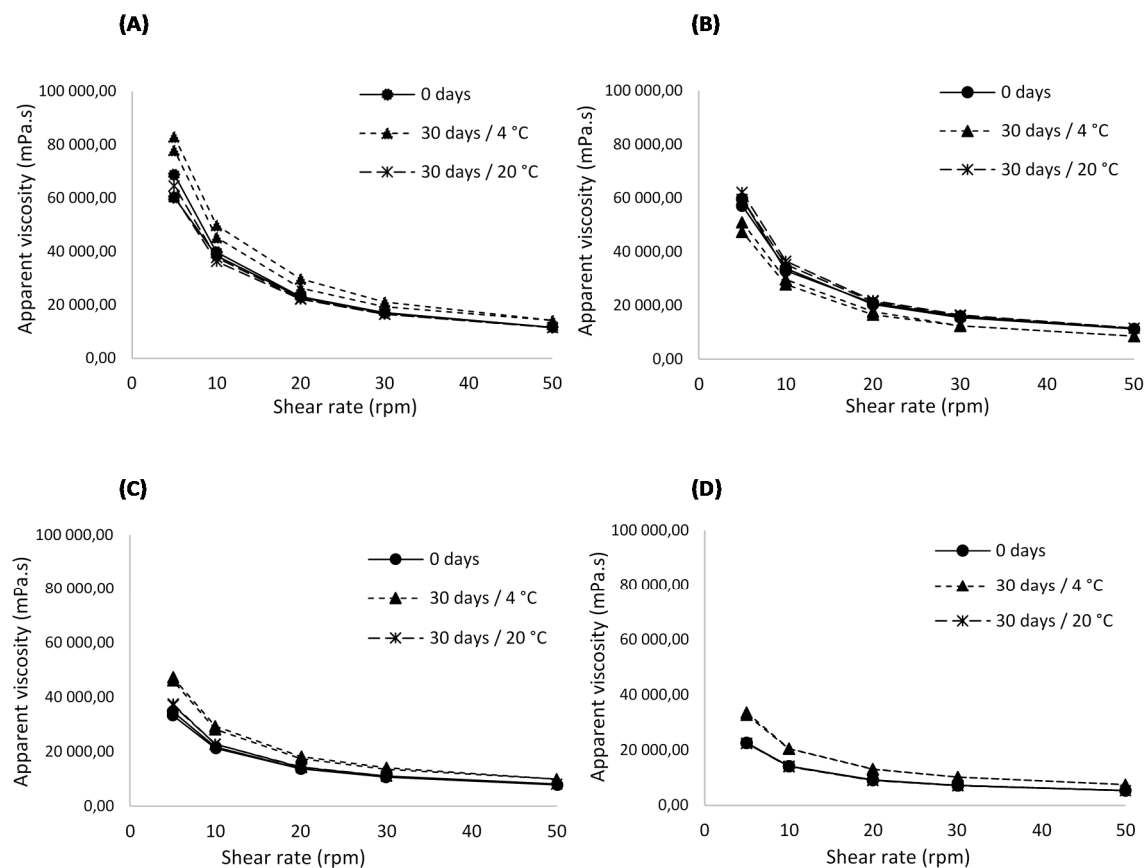 (A)
Apparent viscosity (mPa.s)
100 000,00
80 000,00
60 000,00
40 000,00
20 000,00
0,00
0 days
30 days / 4 °C
30 days / 20 °C
0 10 20 30 40 50
Shear rate (rpm)
(B)
Apparent viscosity (mPa.s)
100 000,00
80 000,00
60 000,00
40 000,00
20 000,00
0,00
0 days
30 days / 4 °C
30 days / 20 °C
0 10 20 30 40 50
Shear rate (rpm)
(C)
Apparent viscosity (mPa.s)
100 000,00
80 000,00
60 000,00
40 000,00
20 000,00
0,00
0 days
30 days / 4 °C
30 days / 20 °C
0 10 20 30 40 50
Shear rate (rpm)
(D)
Apparent viscosity (mPa.s)
100 000,00
80 000,00
60 000,00
40 000,00
20 000,00
0,00
0 days
30 days / 4 °C
30 days / 20 °C
0 10 20 30 40 50
Shear rate (rpm)